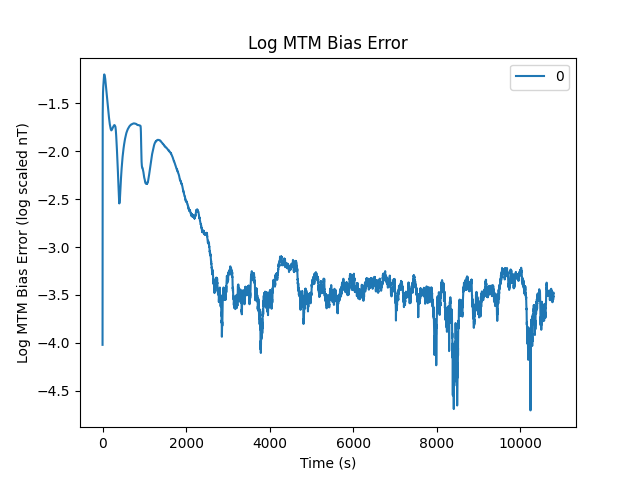 Log MTM Bias Error
0
Log MTM Bias Error (log scaled nT)
−1.5
−2.0
−2.5
−3.0
−3.5
−4.0
−4.5
0 2000 4000 6000 8000 10000
Time (s)